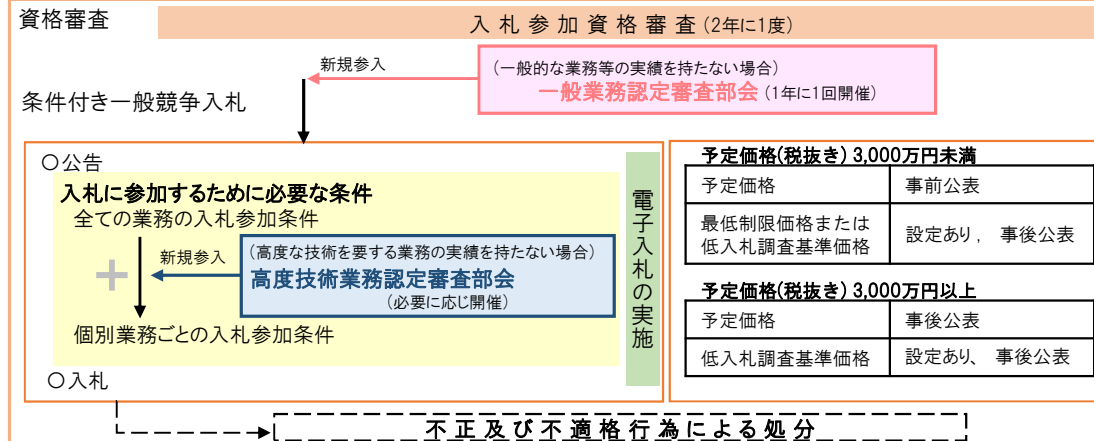 資格審査
入札参加資格審査(2年に1度)
新規参入
(一般的な業務等の実績を持たない場合)
一般業務認定審査部会(1年に1回開催)
条件付き一般競争入札
○公告
入札に参加するために必要な条件
全ての業務の入札参加条件
+
新規参入
(高度な技術を要する業務の実績を持たない場合)
高度技術業務認定審査部会
(必要に応じ開催)
個別業務ごとの入札参加条件
○入札
電子入札の実施
予定価格(税抜き) 3,000万円未満
予定価格 事前公表
最低制限価格または
低入札調査基準価格 設定あり, 事後公表
予定価格(税抜き) 3,000万円以上
予定価格 事後公表
低入札調査基準価格 設定あり、 事後公表
不正及び不適格行為による処分